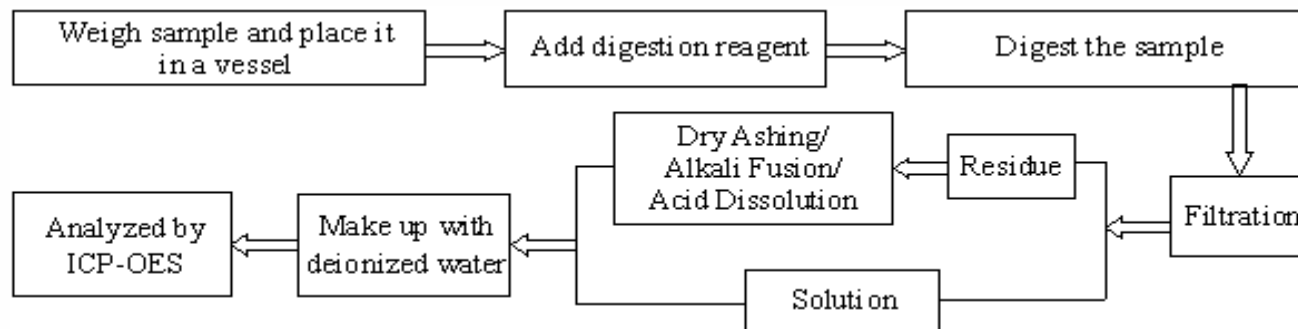 Weigh sample and place it
in a vessel
Add digestion reagent
Digest the sample
Filtration
Residue
Dry Ashing/
Alkali Fusion/
Acid Dissolution
Solution
Make up with
deionized water
Analyzed by
ICP-OES